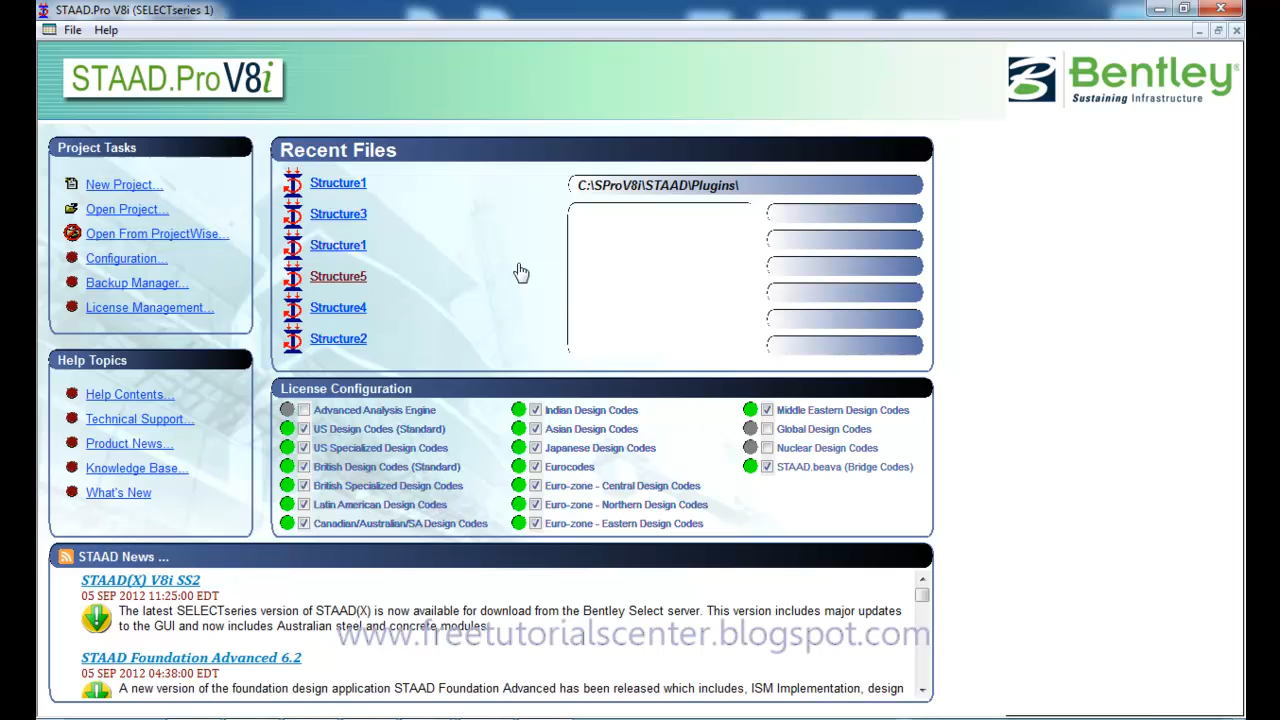 STAAD.Pro V8i (SELECTseries 1)
File Help
STAAD.Pro V8i
Bentley®
Sustaining Infrastructure
Project Tasks
New Project...
Open Project...
Open From ProjectWise...
Configuration...
Backup Manager...
License Management...
Recent Files
Structure1
C:\SProV8i\STAAD\Plugins\
Structure3
Structure1
Structure5
Structure4
Structure2
Help Topics
Help Contents...
Technical Support...
Product News...
Knowledge Base...
What's New
License Configuration
Advanced Analysis Engine
US Design Codes (Standard)
US Specialized Design Codes
British Design Codes (Standard)
British Specialized Design Codes
Latin American Design Codes
Canadian/Australian/SA Design Codes
Indian Design Codes
Asian Design Codes
Japanese Design Codes
Eurocodes
Euro-zone - Central Design Codes
Euro-zone - Northern Design Codes
Euro-zone - Eastern Design Codes
Middle Eastern Design Codes
Global Design Codes
Nuclear Design Codes
STAAD.beava (Bridge Codes)
STAAD News ...
STAAD(X) V8i SS2
05 SEP 2012 11:25:00 EDT
The latest SELECTseries version of STAAD(X) is now available for download from the Bentley Select server. This version includes major updates
to the GUI and now includes Australian steel and concrete modules.
www.freetutorialscenter.blogspot.com
STAAD Foundation Advanced 6.2
05 SEP 2012 04:38:00 EDT
A new version of the foundation design application STAAD Foundation Advanced has been released which includes, ISM Implementation, design